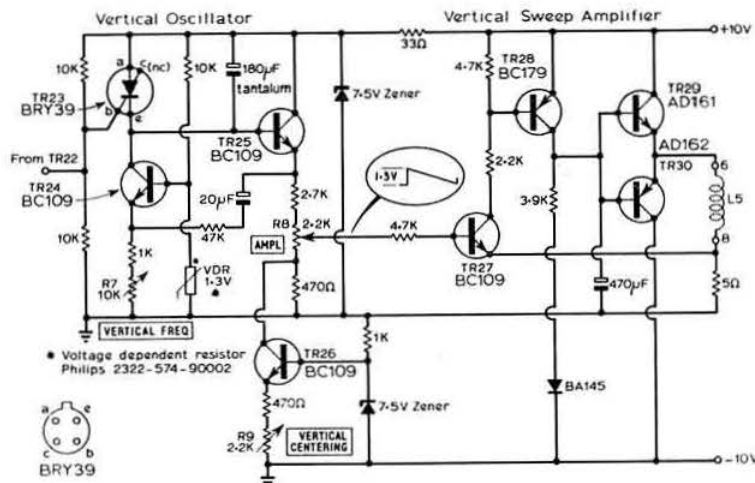 Vertical Oscillator
Vertical Sweep Amplifier
+10V
33Ω
10K
a
c(nc)
TR23
BRY39
b
e
10K
180μF
tantalum
7·5V Zener
4·7K
TR28
BC179
TR29
AD161
From TR22
TR25
BC109
TR24
BC109
20μF
2·7K
1·3V
2·2K
AD162
TR30
6
L5
8
3·9K
47K
R8
2·2K
AMPL
4·7K
TR27
BC109
10K
1K
R7
10K
VDR
1·3V
*
470Ω
470μF
5Ω
VERTICAL FREQ
* Voltage dependent resistor
Philips 2322-574-90002
TR26
BC109
1K
7·5V Zener
BA145
470Ω
R9
2·2K
VERTICAL
CENTERING
a
e
c
b
BRY39
-10V